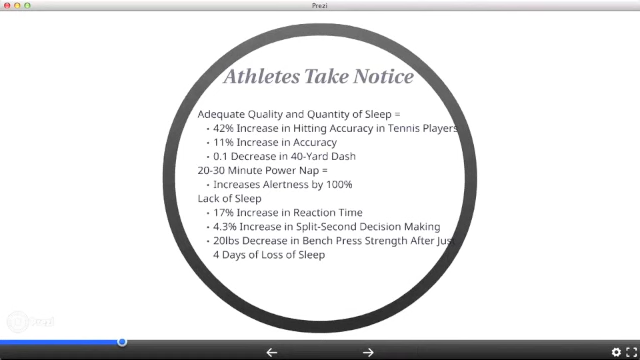 Prezi
Athletes Take Notice
Adequate Quality and Quantity of Sleep =
• 42% Increase in Hitting Accuracy in Tennis Players
• 11% Increase in Accuracy
• 0.1 Decrease in 40-Yard Dash
20-30 Minute Power Nap =
• Increases Alertness by 100%
Lack of Sleep
• 17% Increase in Reaction Time
• 4.3% Increase in Split-Second Decision Making
• 20lbs Decrease in Bench Press Strength After Just
4 Days of Loss of Sleep
Prezi